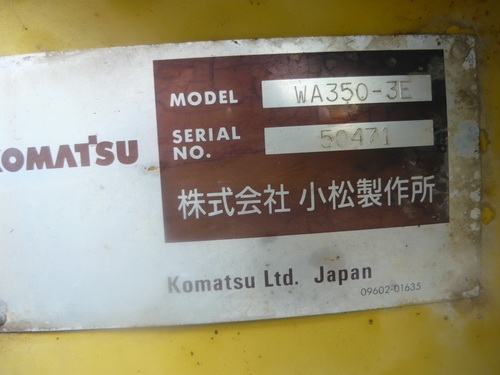 KOMATSU
MODEL WA350-3E
SERIAL NO. 50471
株式会社 小松製作所
Komatsu Ltd. Japan
09602-01635